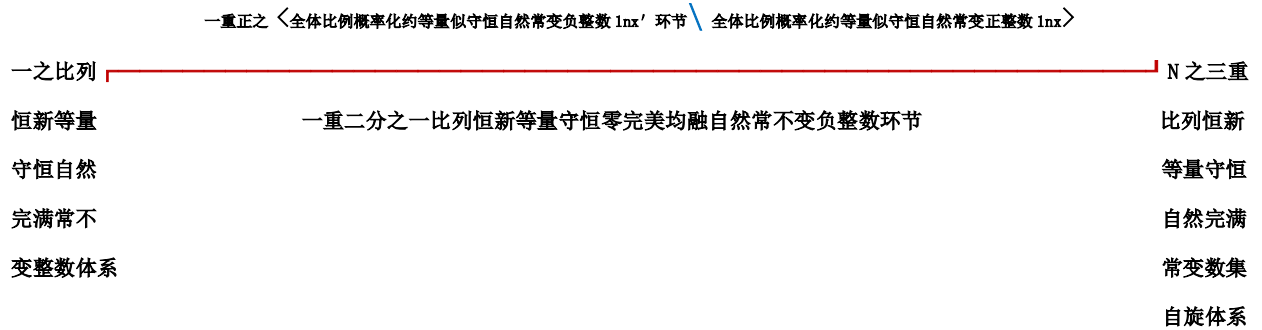 一重正之〈全体比例概率化约等量似守恒自然常变负整数1nx′环节\ 全体比例概率化约等量似守恒自然常变正整数1nx〉
一之比列 N之三重
恒新等量 一重二分之一比列恒新等量守恒零完美均融自然常不变负整数环节 比列恒新
守恒自然 等量守恒
完满常不 自然完满
变整数体系 常变数集
自旋体系